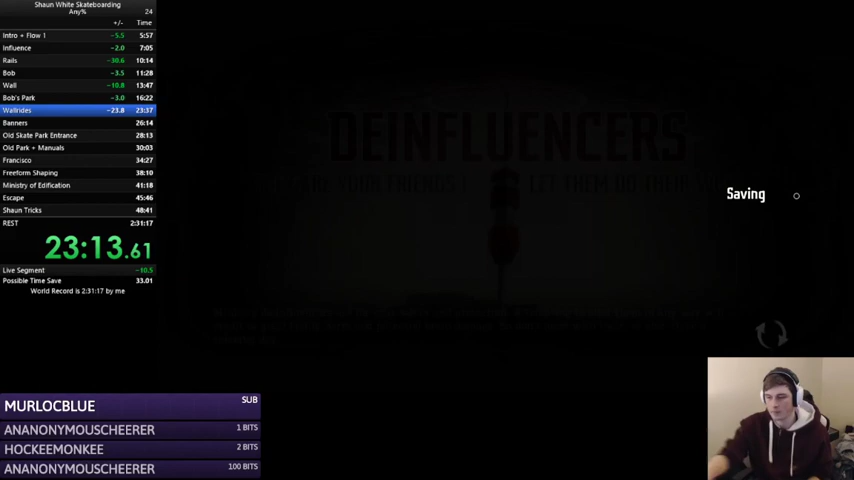 Shaun White Skateboarding
Any% 24
+/- Time
Intro + Flow 1 -5.5 5:57
Influence -2.0 7:05
Rails -30.6 10:14
Bob -3.5 11:28
Wall -10.8 13:47
Bob's Park -3.0 16:22
Wallrides -23.8 23:37
Banners 26:14
Old Skate Park Entrance 28:13
Old Park + Manuals 30:03
Francisco 34:27
Freeform Shaping 38:10
Ministry of Edification 41:18
Escape 45:46
Shaun Tricks 48:41
REST 2:31:17
23:13.61
Live Segment -10.5
Possible Time Save 33.01
World Record is 2:31:17 by me
DEINFLUENCERS
YOUR FRIENDS
LET THEM DO THEIR
Saving
MURLOCBLUE SUB
ANANONYMOUSCHEERER 1 BITS
HOCKEEMONKEE 2 BITS
ANANONYMOUSCHEERER 100 BITS